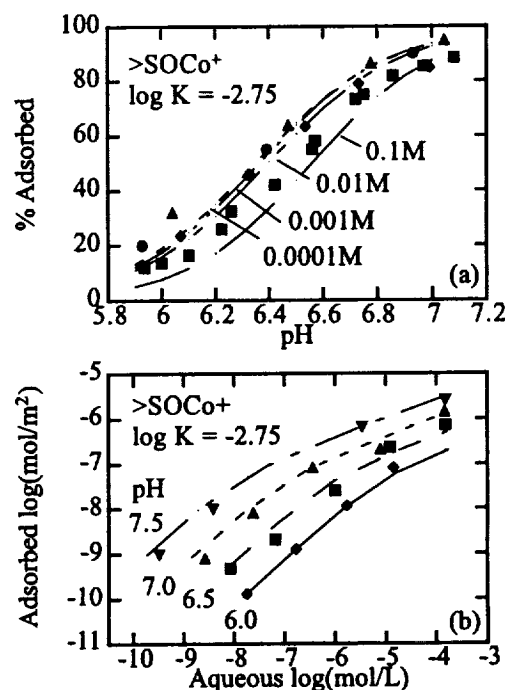 100
80
60
40
20
0
% Adsorbed
>SOCo⁺
log K = -2.75
0.1M
0.01M
0.001M
0.0001M
(a)
5.8 6 6.2 6.4 6.6 6.8 7 7.2
pH
-5
-6
-7
-8
-9
-10
-11
Adsorbed log(mol/m²)
>SOCo+
log K = -2.75
pH
7.5
7.0
6.5
6.0
(b)
-10 -9 -8 -7 -6 -5 -4 -3
Aqueous log(mol/L)